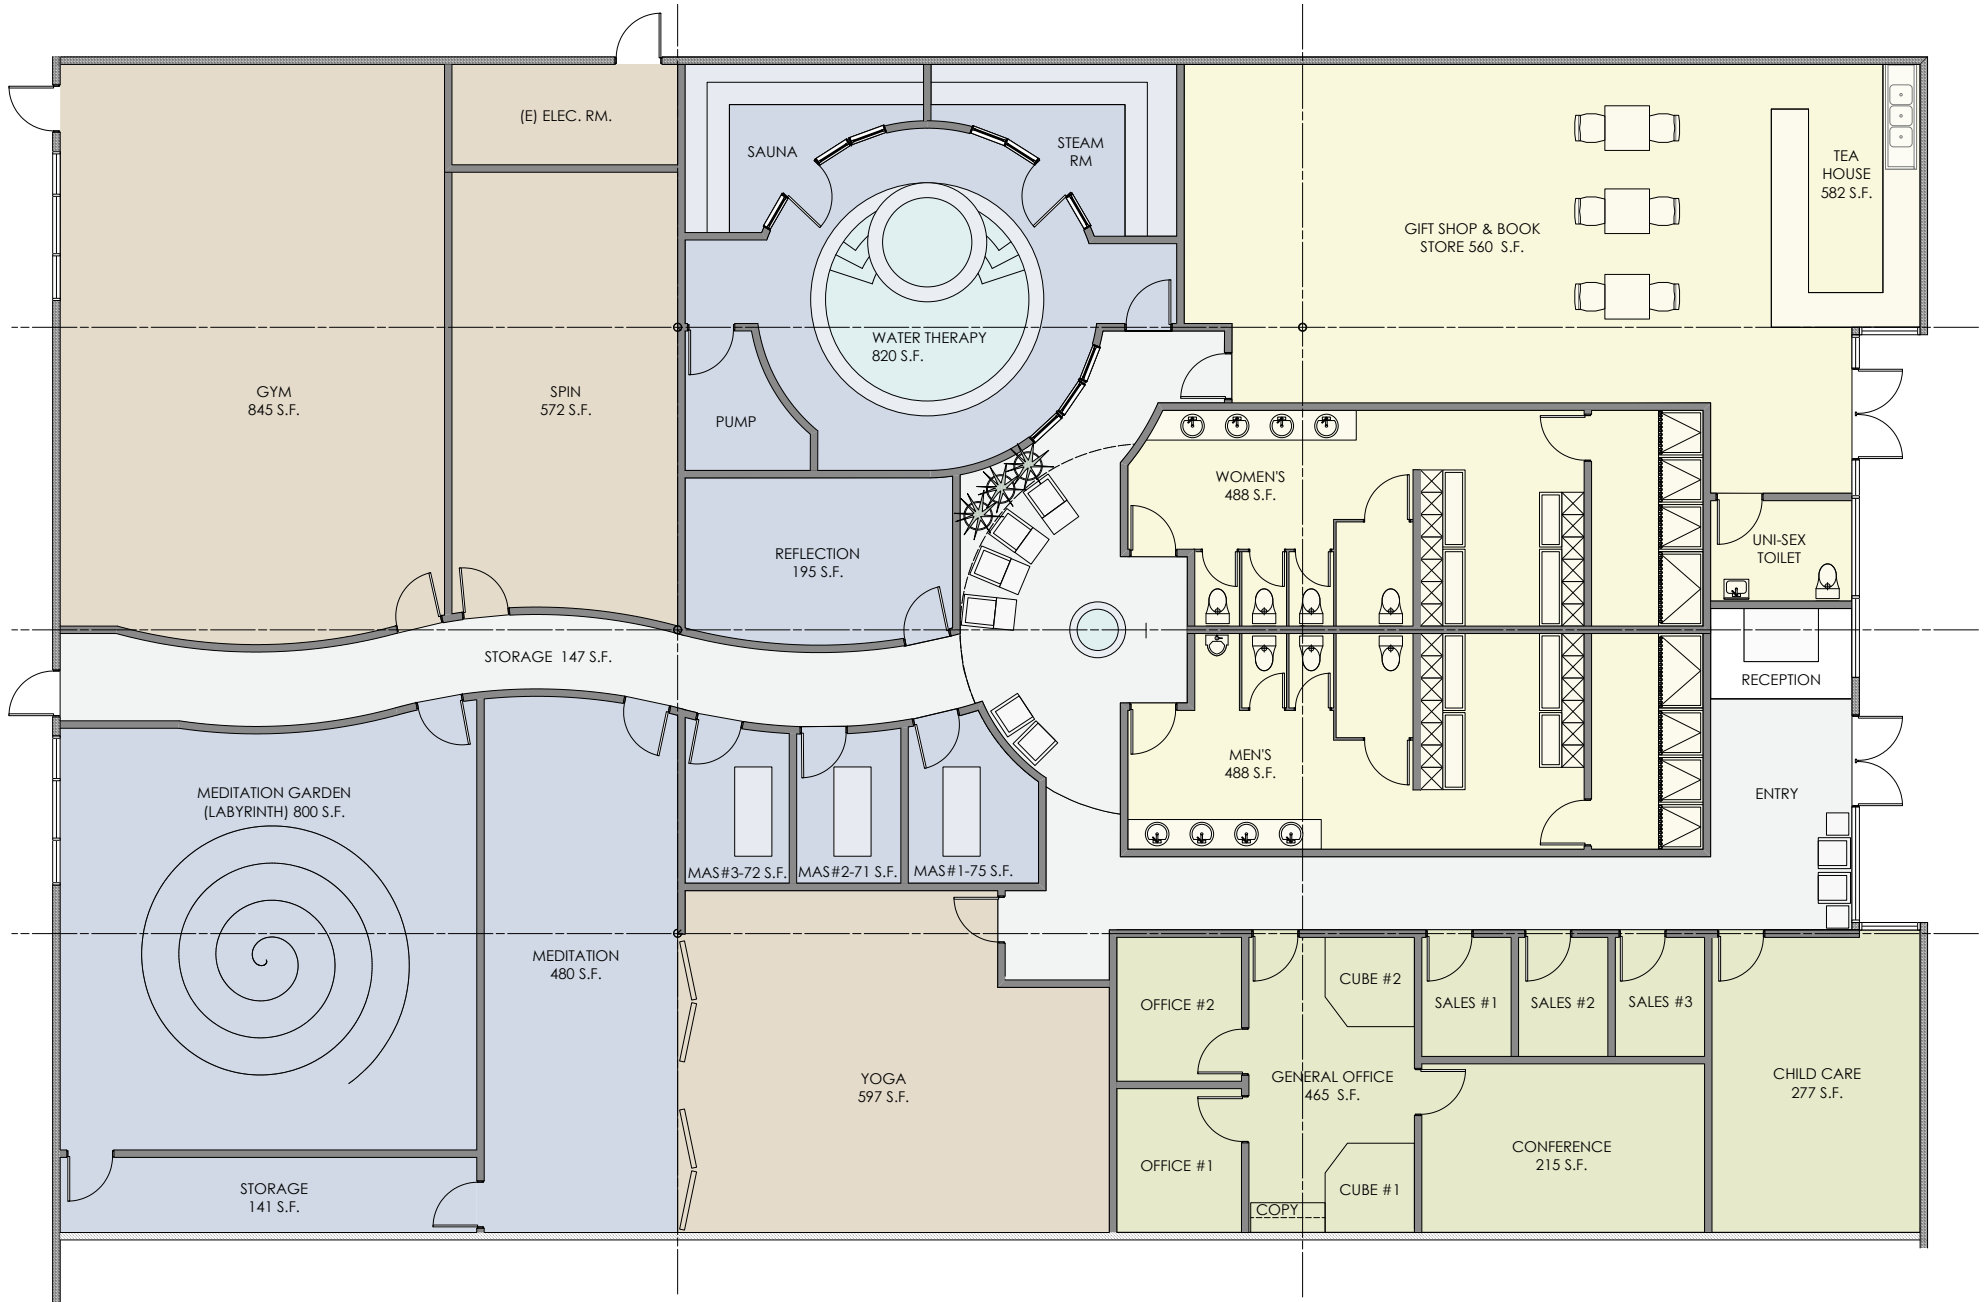 (E) ELEC. RM.
SAUNA
STEAM
RM
TEA
HOUSE
582 S.F.
GIFT SHOP & BOOK
STORE 560 S.F.
WATER THERAPY
820 S.F.
GYM
845 S.F.
SPIN
572 S.F.
PUMP
WOMEN'S
488 S.F.
REFLECTION
195 S.F.
UNI-SEX
TOILET
STORAGE 147 S.F.
RECEPTION
MEN'S
488 S.F.
ENTRY
MEDITATION GARDEN
(LABYRINTH) 800 S.F.
MAS#3-72 S.F.
MAS#2-71 S.F.
MAS#1-75 S.F.
MEDITATION
480 S.F.
OFFICE #2
CUBE #2
SALES #1
SALES #2
SALES #3
YOGA
597 S.F.
GENERAL OFFICE
465 S.F.
CHILD CARE
277 S.F.
CONFERENCE
215 S.F.
OFFICE #1
CUBE #1
STORAGE
141 S.F.
COPY